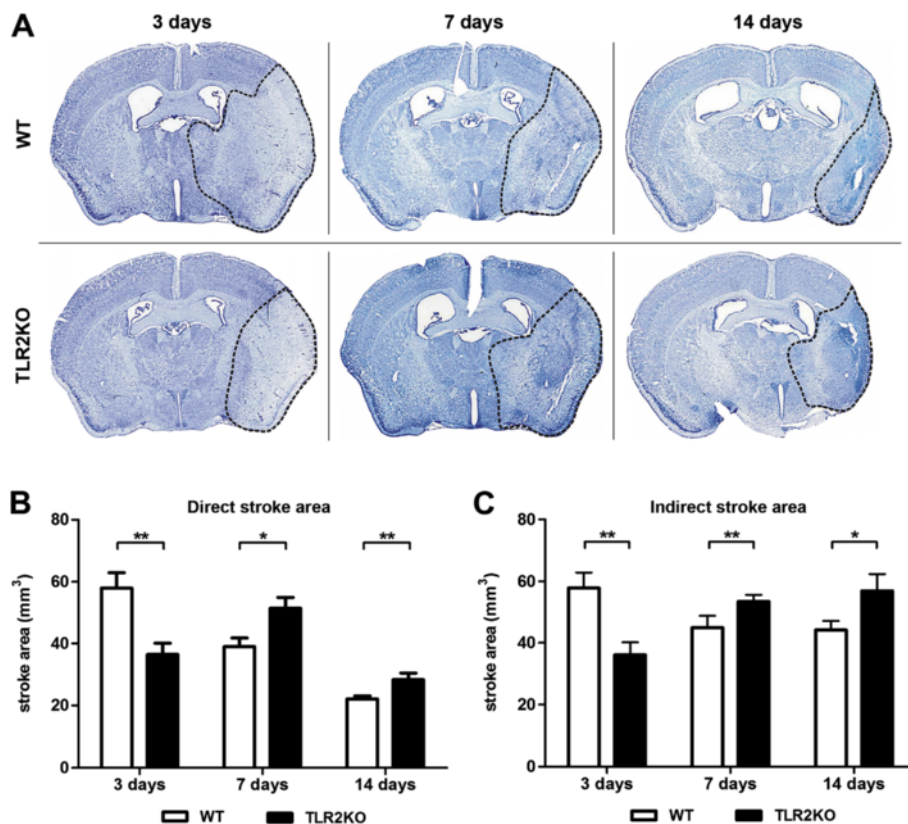 A
3 days 7 days 14 days
WT
TLR2KO
B
Direct stroke area
stroke area (mm³)
80
60
40
20
0
** * **
3 days 7 days 14 days
WT TLR2KO
C
Indirect stroke area
stroke area (mm³)
80
60
40
20
0
** ** *
3 days 7 days 14 days
WT TLR2KO